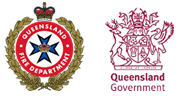 QUEENSLAND
FIRE DEPARTMENT
Queensland
Government